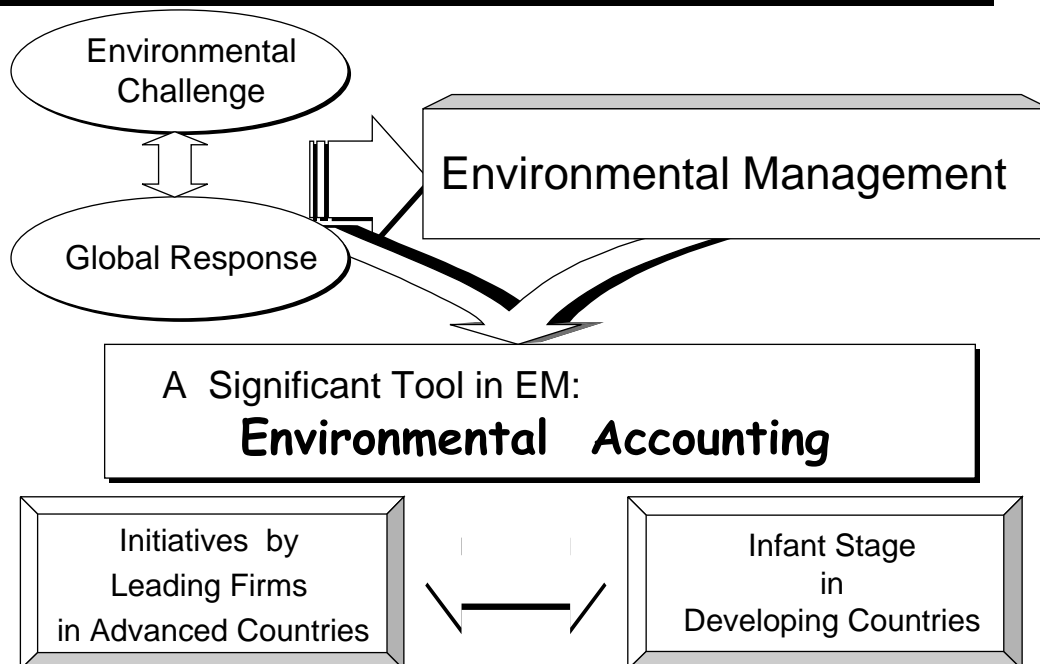 Environmental
Challenge
Environmental Management
Global Response
A Significant Tool in EM:
Environmental Accounting
Initiatives by
Leading Firms
in Advanced Countries
Infant Stage
in
Developing Countries